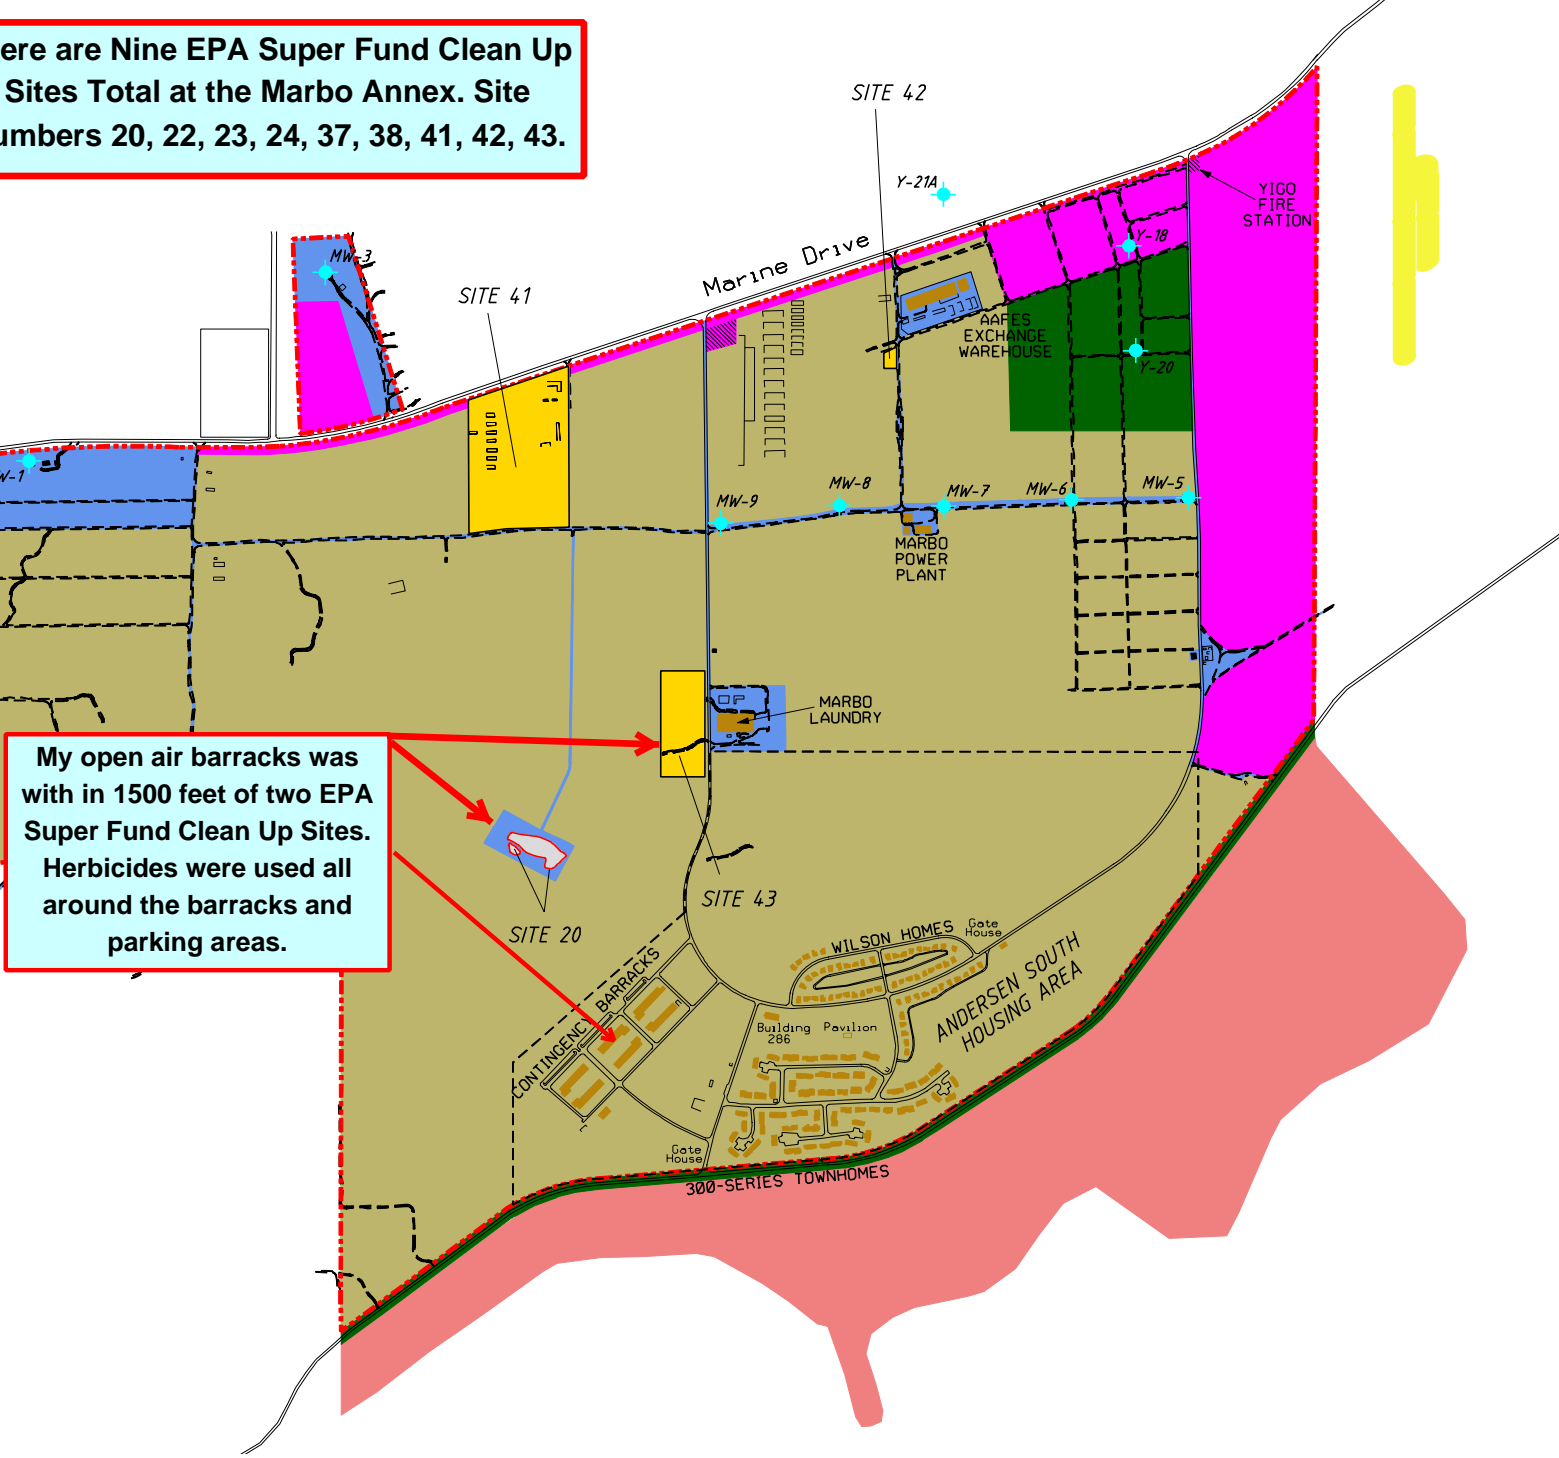 ere are Nine EPA Super Fund Clean Up
Sites Total at the Marbo Annex. Site
umbers 20, 22, 23, 24, 37, 38, 41, 42, 43.
SITE 42
Y-21A
YIGO
FIRE
STATION
Y-18
MW-3
Marine Drive
SITE 41
AAFES
EXCHANGE
WAREHOUSE
Y-20
W-1
MW-9
MW-8
MW-7
MW-6
MW-5
MARBO
POWER
PLANT
MARBO
LAUNDRY
My open air barracks was
with in 1500 feet of two EPA
Super Fund Clean Up Sites.
Herbicides were used all
around the barracks and
parking areas.
SITE 43
SITE 20
WILSON HOMES
Gate
House
ANDERSEN SOUTH
HOUSING AREA
CONTINGENCY BARRACKS
Building
286
Pavilion
Gate
House
300-SERIES TOWNHOMES